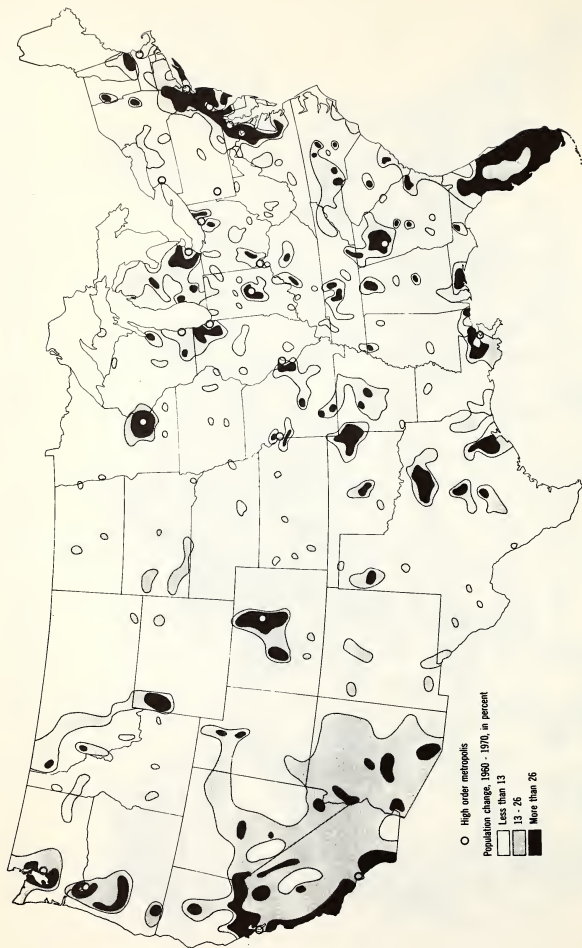 High order metropolis
Population change, 1960 - 1970, in percent
Less than 13
13 - 26
More than 26